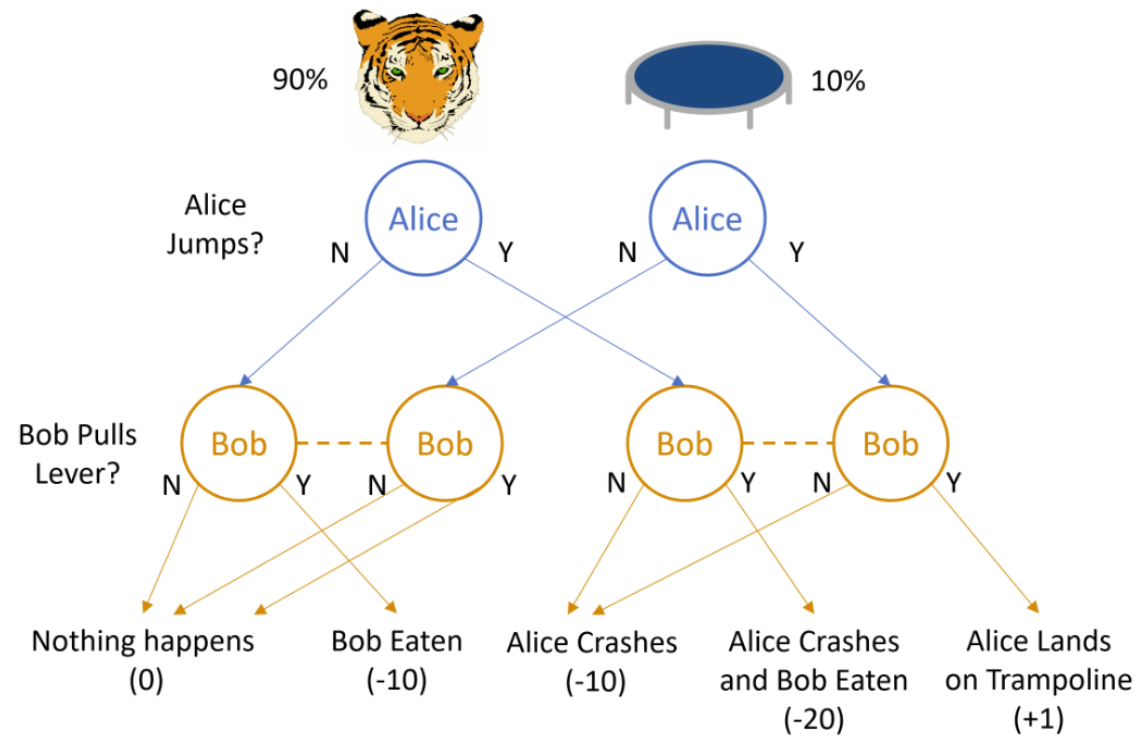 90%
10%
Alice
Jumps?
Alice
Alice
N
Y
N
Y
Bob Pulls
Lever?
Bob
Bob
Bob
Bob
N
Y
N
Y
N
Y
N
Y
Nothing happens
(0)
Bob Eaten
(-10)
Alice Crashes
(-10)
Alice Crashes
and Bob Eaten
(-20)
Alice Lands
on Trampoline
(+1)